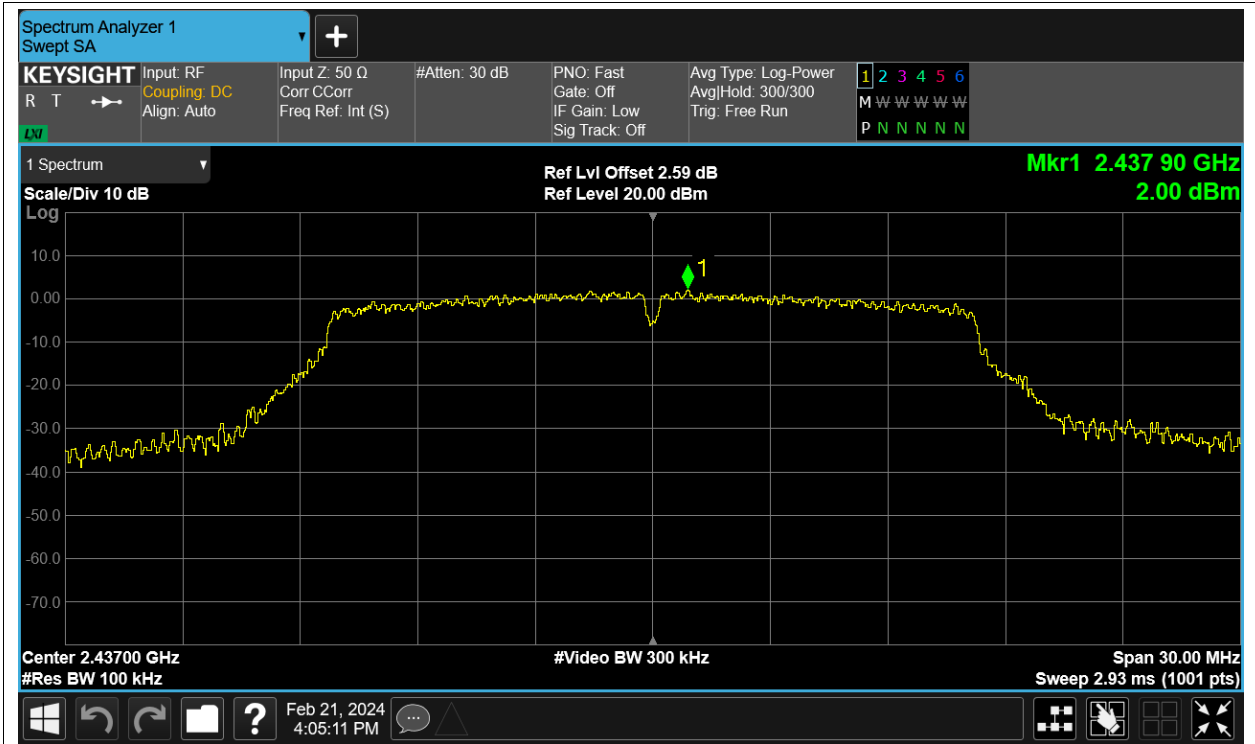 Spectrum Analyzer 1
Swept SA
KEYSIGHT
R T
LXI
Input: RF
Coupling: DC
Align: Auto
Input Z: 50 Ω
Corr CCorr
Freq Ref: Int (S)
#Atten: 30 dB
PNO: Fast
Gate: Off
IF Gain: Low
Sig Track: Off
Avg Type: Log-Power
Avg|Hold: 300/300
Trig: Free Run
1 2 3 4 5 6
M W W W W W
P N N N N N
1 Spectrum
Scale/Div 10 dB
Log
Ref Lvl Offset 2.59 dB
Ref Level 20.00 dBm
Mkr1 2.437 90 GHz
2.00 dBm
1
10.0
0.00
-10.0
-20.0
-30.0
-40.0
-50.0
-60.0
-70.0
Center 2.43700 GHz
#Res BW 100 kHz
#Video BW 300 kHz
Span 30.00 MHz
Sweep 2.93 ms (1001 pts)
?
Feb 21, 2024
4:05:11 PM